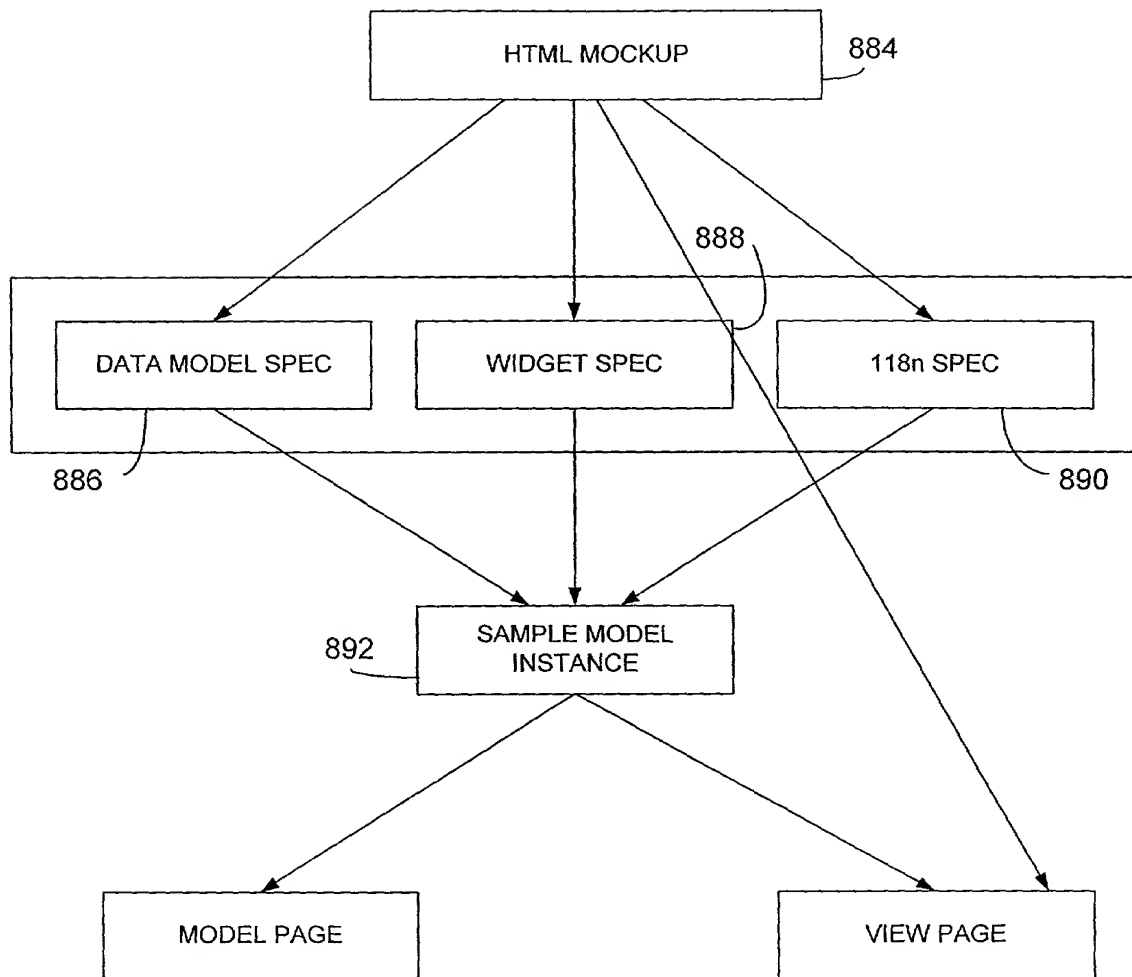 HTML MOCKUP
884
888
DATA MODEL SPEC
WIDGET SPEC
118n SPEC
886
890
892
SAMPLE MODEL
INSTANCE
MODEL PAGE
VIEW PAGE